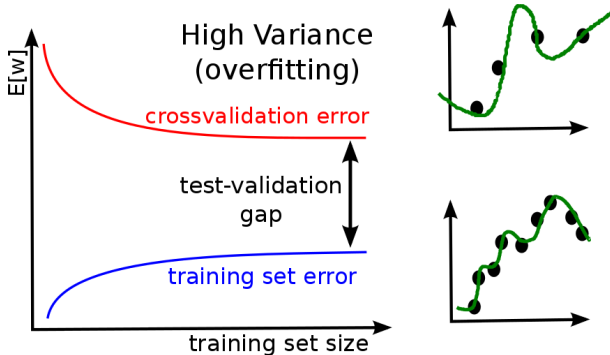 E[w]
High Variance
(overfitting)
crossvalidation error
test-validation
gap
training set error
training set size